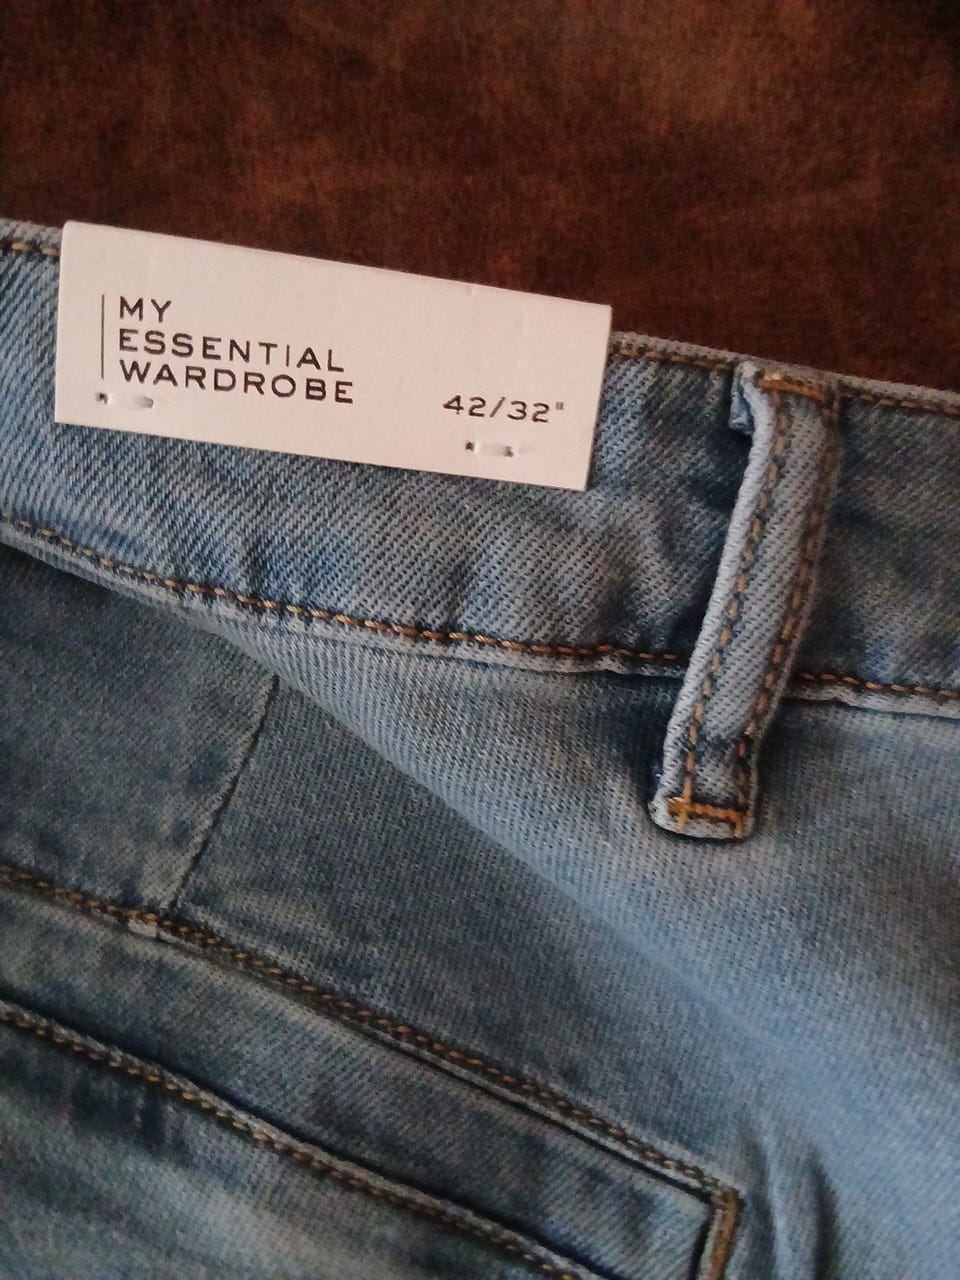 MY
ESSENTIAL
WARDROBE
42/32"